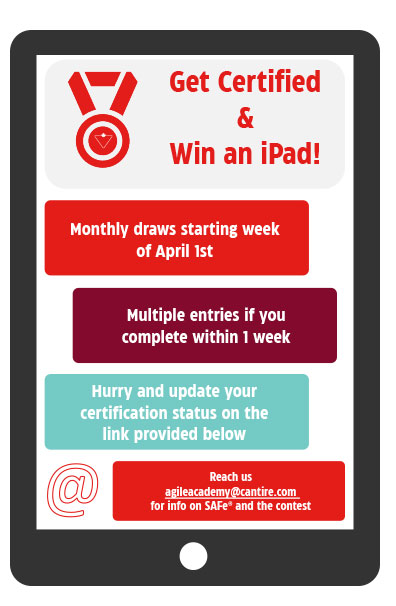 Get Certified
&
Win an iPad!
Monthly draws starting week
of April 1st
Multiple entries if you
complete within 1 week
Hurry and update your
certification status on the
link provided below
@
Reach us
agileacademy@cantire.com
for info on SAFe® and the contest